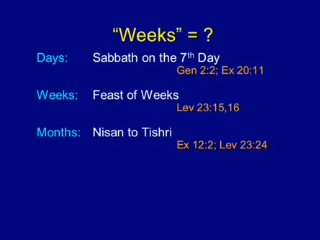 “Weeks” = ?
Days: Sabbath on the 7th Day
Gen 2:2; Ex 20:11
Weeks: Feast of Weeks
Lev 23:15,16
Months: Nisan to Tishri
Ex 12:2; Lev 23:24